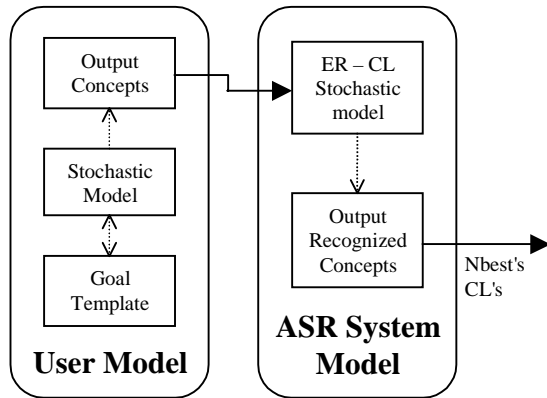 Output
Concepts
Stochastic
Model
Goal
Template
User Model
ER – CL
Stochastic
model
Output
Recognized
Concepts
ASR System
Model
Nbest's
CL's